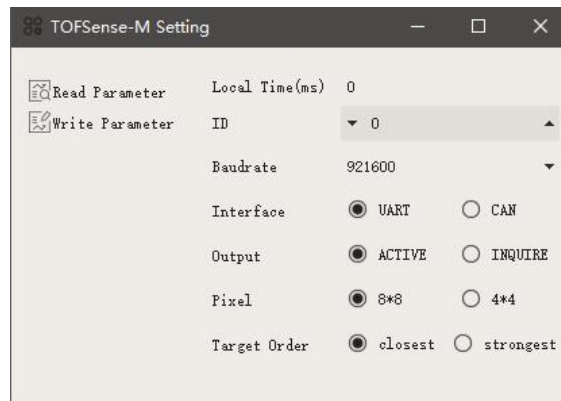 TOFSense-M Setting
Read Parameter
Write Parameter
Local Time(ms) 0
ID 0
Baudrate 921600
Interface UART CAN
Output ACTIVE INQUIRE
Pixel 8*8 4*4
Target Order closest strongest